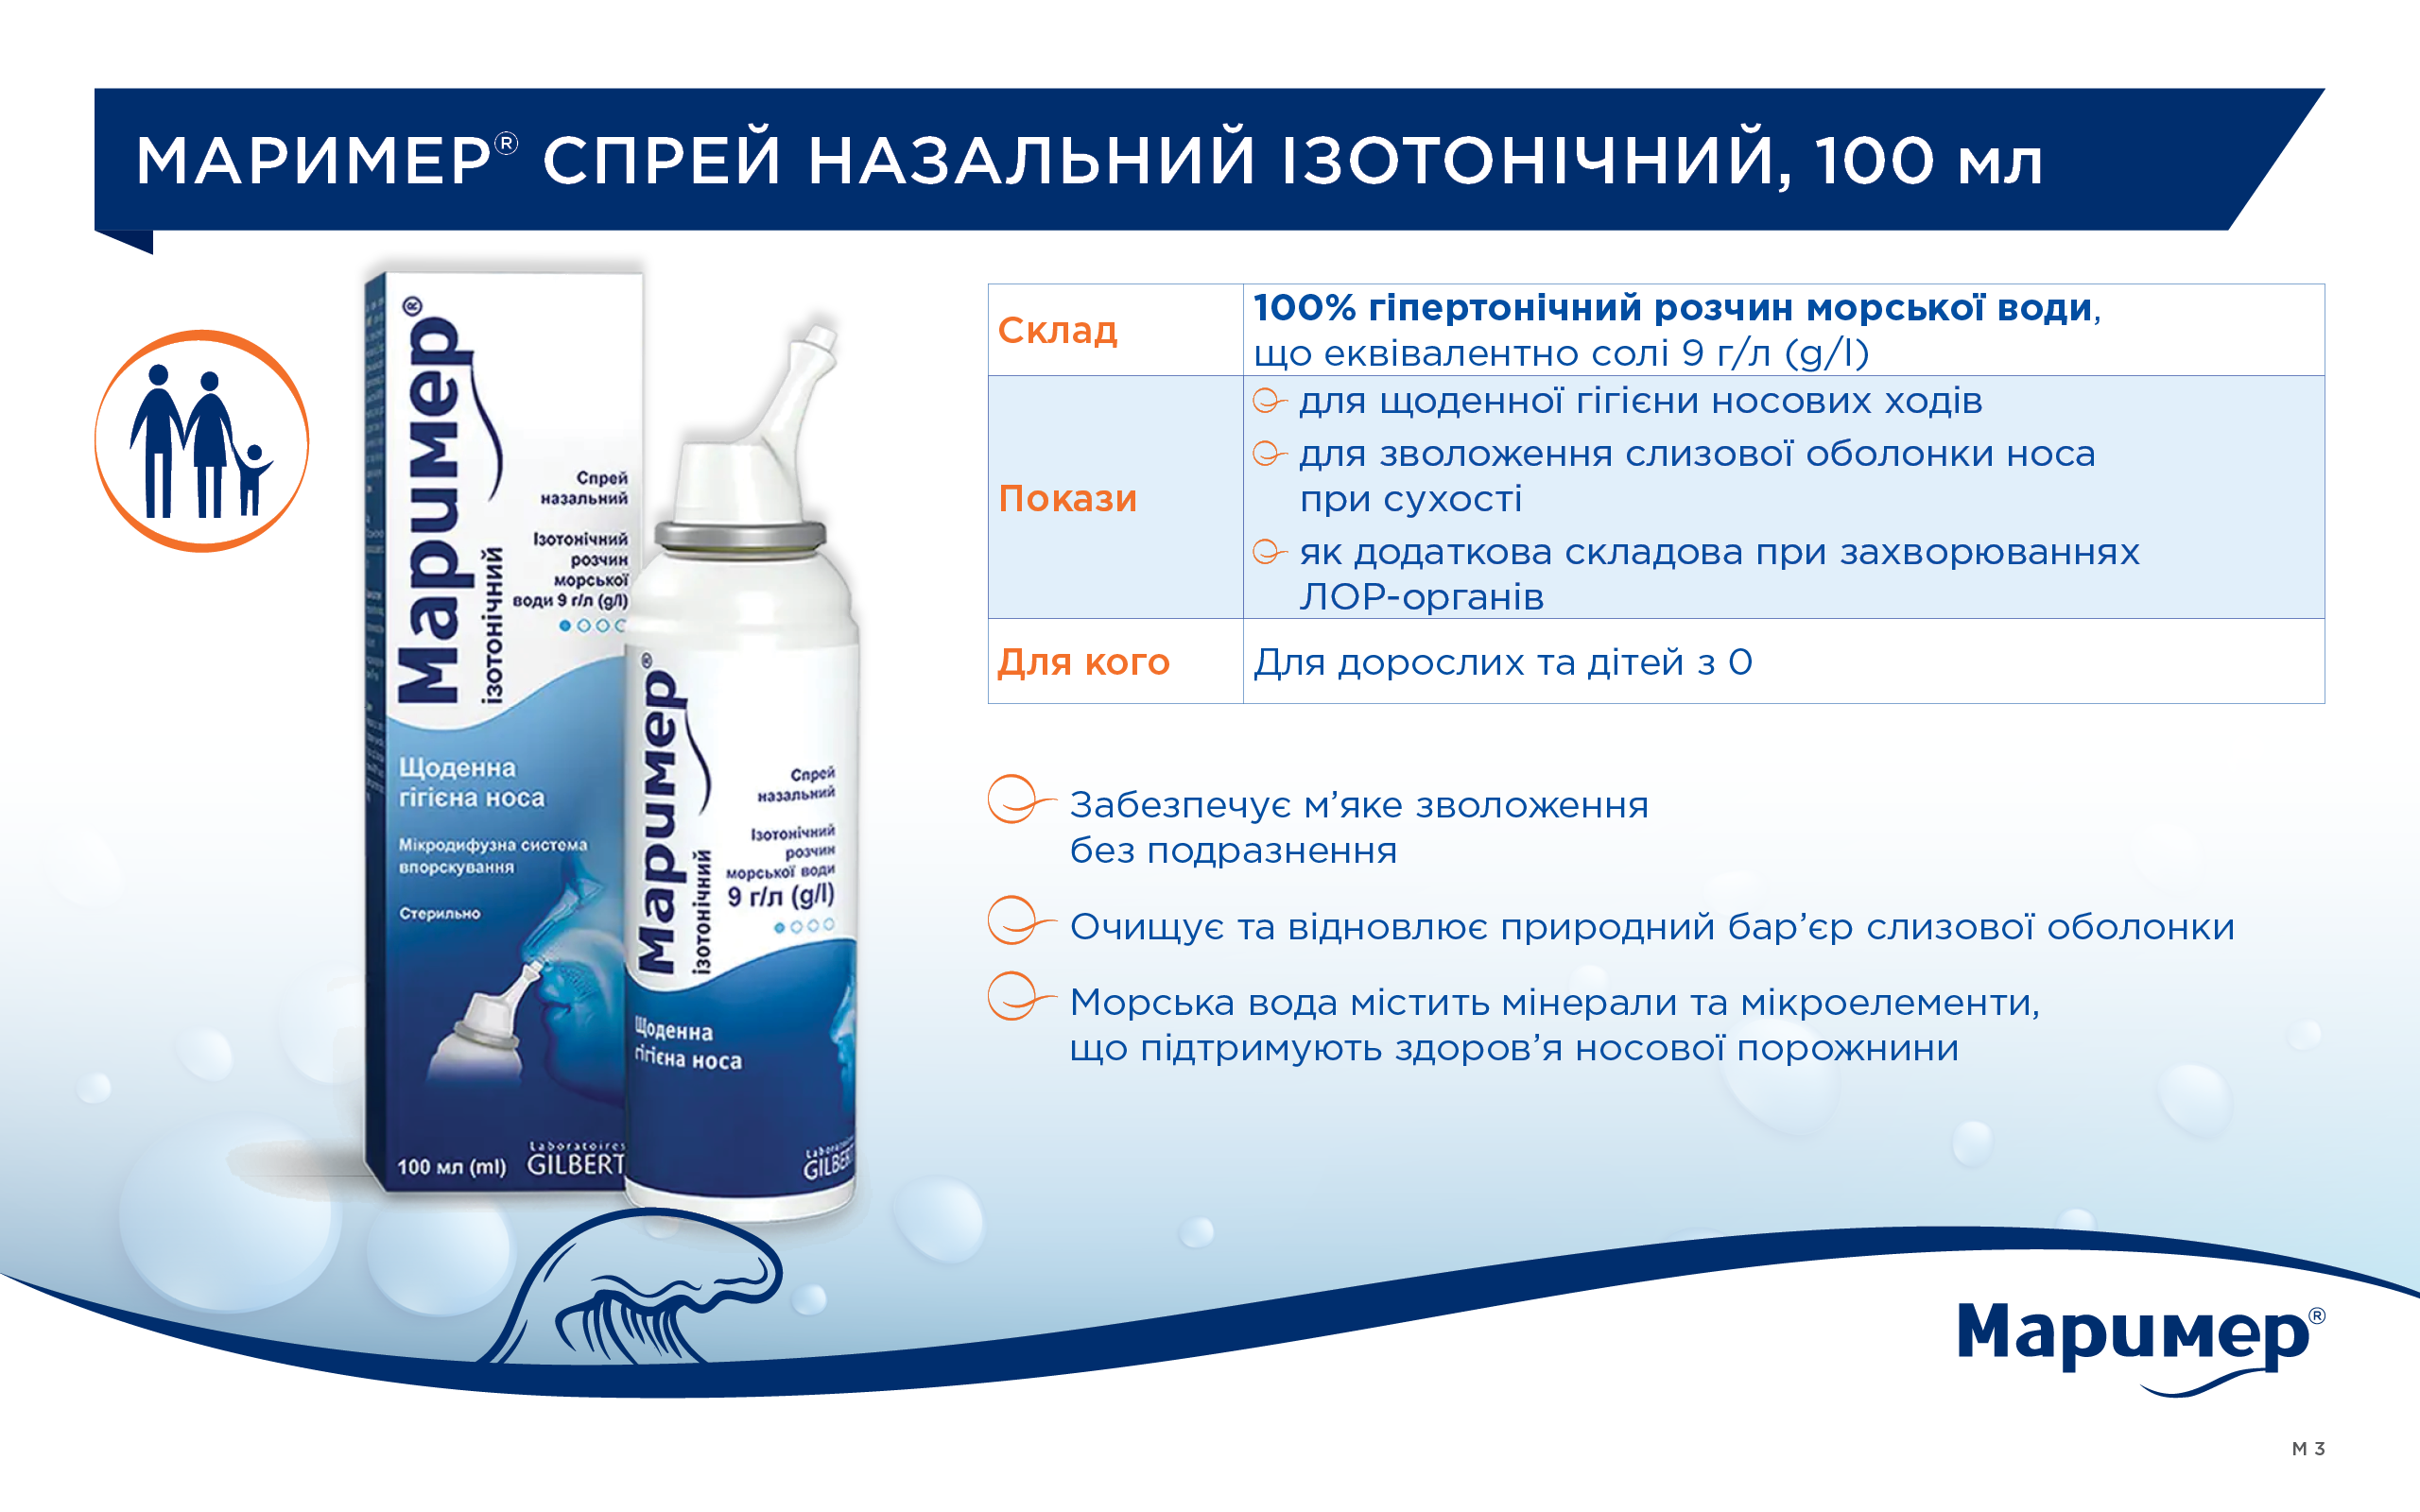 МАРИМЕР® СПРЕЙ НАЗАЛЬНИЙ ІЗОТОНІЧНИЙ, 100 мл
Маример®
ізотонічний
Спрей
назальний
Ізотонічний
розчин
морської
води 9 г/л (g/l)
Щоденна
гігієна носа
Мікродифузна система
впорскування
Стерильно
100 мл (ml)
Laboratoires
GILBERT
Маример®
ізотонічний
Спрей
назальний
Ізотонічний
розчин
морської води
9 г/л (g/l)
Щоденна
гігієна носа
Laboratoires
GILBERT
Склад
100% гіпертонічний розчин морської води,
що еквівалентно солі 9 г/л (g/l)
Покази
для щоденної гігієни носових ходів
для зволоження слизової оболонки носа
при сухості
як додаткова складова при захворюваннях
ЛОР-органів
Для кого
Для дорослих та дітей з 0
Забезпечує м’яке зволоження
без подразнення
Очищує та відновлює природний бар’єр слизової оболонки
Морська вода містить мінерали та мікроелементи,
що підтримують здоров’я носової порожнини
Маример®
М 3